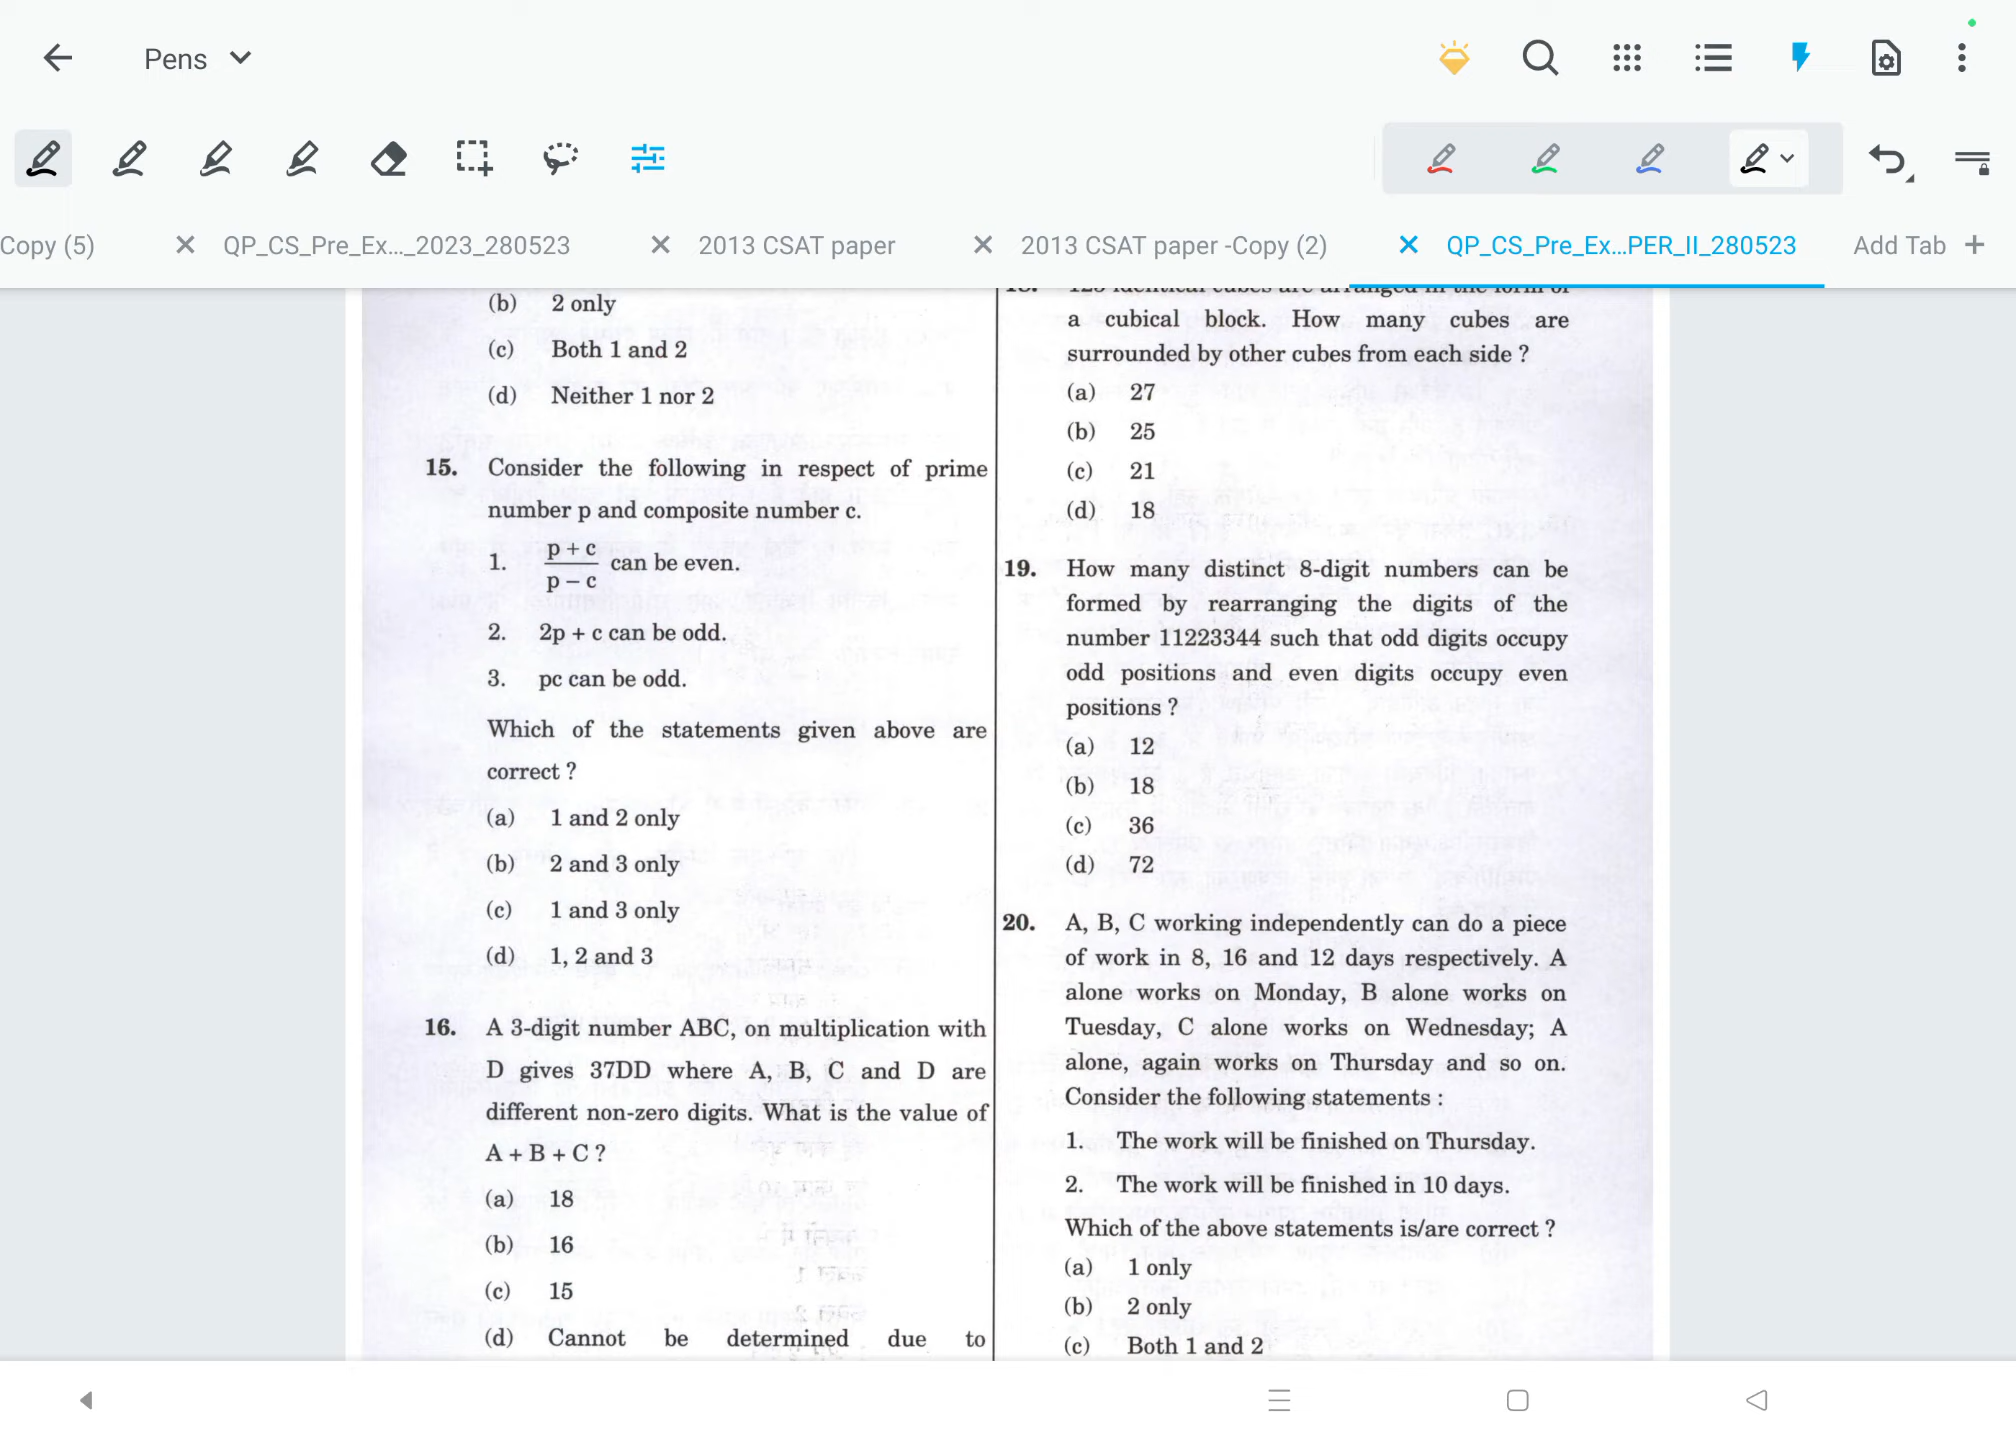 Pens
Copy (5)
QP_CS_Pre_Ex..._2023_280523
2013 CSAT paper
2013 CSAT paper -Copy (2)
QP_CS_Pre_Ex...PER_II_280523
Add Tab +
(b) 2 only
(c) Both 1 and 2
(d) Neither 1 nor 2
15. Consider the following in respect of prime
number p and composite number c.
1. p + c
p – c can be even.
2. 2p + c can be odd.
3. pc can be odd.
Which of the statements given above are
correct ?
(a) 1 and 2 only
(b) 2 and 3 only
(c) 1 and 3 only
(d) 1, 2 and 3
16. A 3-digit number ABC, on multiplication with
D gives 37DD where A, B, C and D are
different non-zero digits. What is the value of
A + B + C ?
(a) 18
(b) 16
(c) 15
(d) Cannot be determined due to
18. 125 identical cubes are arranged in the form of
a cubical block. How many cubes are
surrounded by other cubes from each side ?
(a) 27
(b) 25
(c) 21
(d) 18
19. How many distinct 8-digit numbers can be
formed by rearranging the digits of the
number 11223344 such that odd digits occupy
odd positions and even digits occupy even
positions ?
(a) 12
(b) 18
(c) 36
(d) 72
20. A, B, C working independently can do a piece
of work in 8, 16 and 12 days respectively. A
alone works on Monday, B alone works on
Tuesday, C alone works on Wednesday; A
alone, again works on Thursday and so on.
Consider the following statements :
1. The work will be finished on Thursday.
2. The work will be finished in 10 days.
Which of the above statements is/are correct ?
(a) 1 only
(b) 2 only
(c) Both 1 and 2